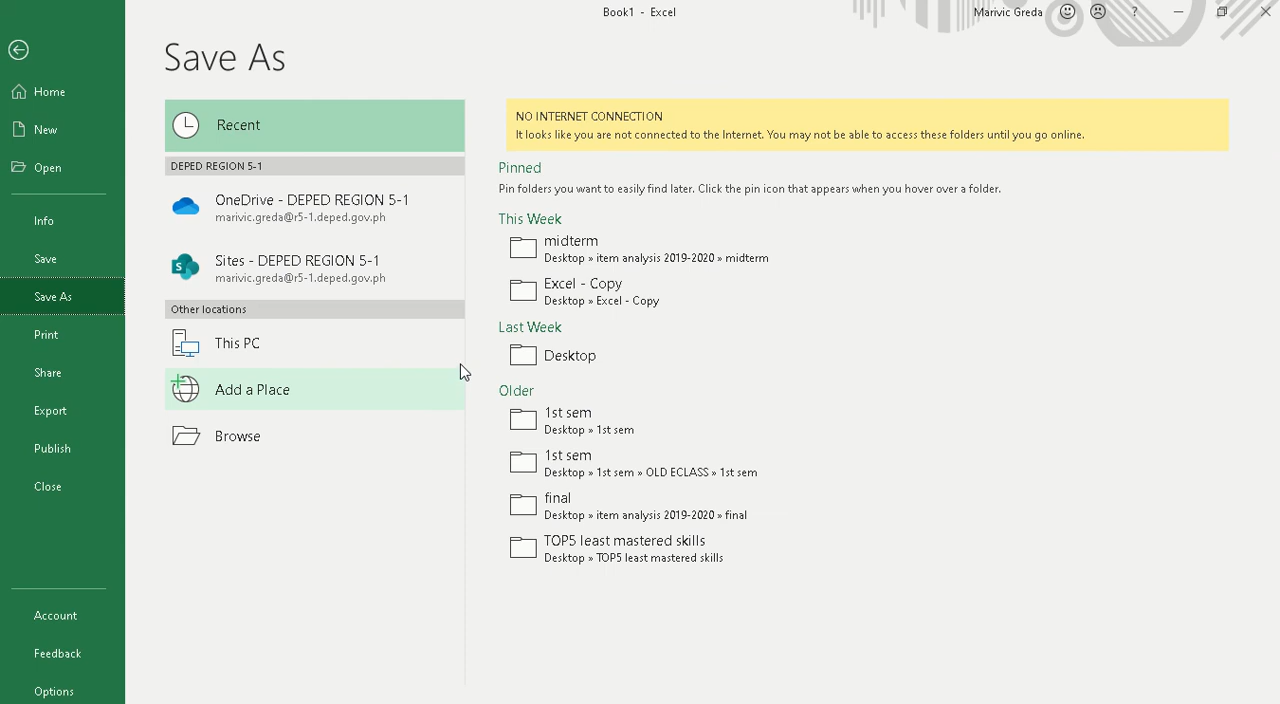 Book1 - Excel
Marivic Greda
?
Save As
Home
New
Open
Info
Save
Save As
Print
Share
Export
Publish
Close
Account
Feedback
Options
Recent
DEPED REGION 5-1
OneDrive - DEPED REGION 5-1
marivic.greda@r5-1.deped.gov.ph
S
Sites - DEPED REGION 5-1
marivic.greda@r5-1.deped.gov.ph
Other locations
This PC
Add a Place
Browse
NO INTERNET CONNECTION
It looks like you are not connected to the Internet. You may not be able to access these folders until you go online.
Pinned
Pin folders you want to easily find later. Click the pin icon that appears when you hover over a folder.
This Week
midterm
Desktop » item analysis 2019-2020 » midterm
Excel - Copy
Desktop » Excel - Copy
Last Week
Desktop
Older
1st sem
Desktop » 1st sem
1st sem
Desktop » 1st sem » OLD ECLASS » 1st sem
final
Desktop » item analysis 2019-2020 » final
TOP5 least mastered skills
Desktop » TOP5 least mastered skills